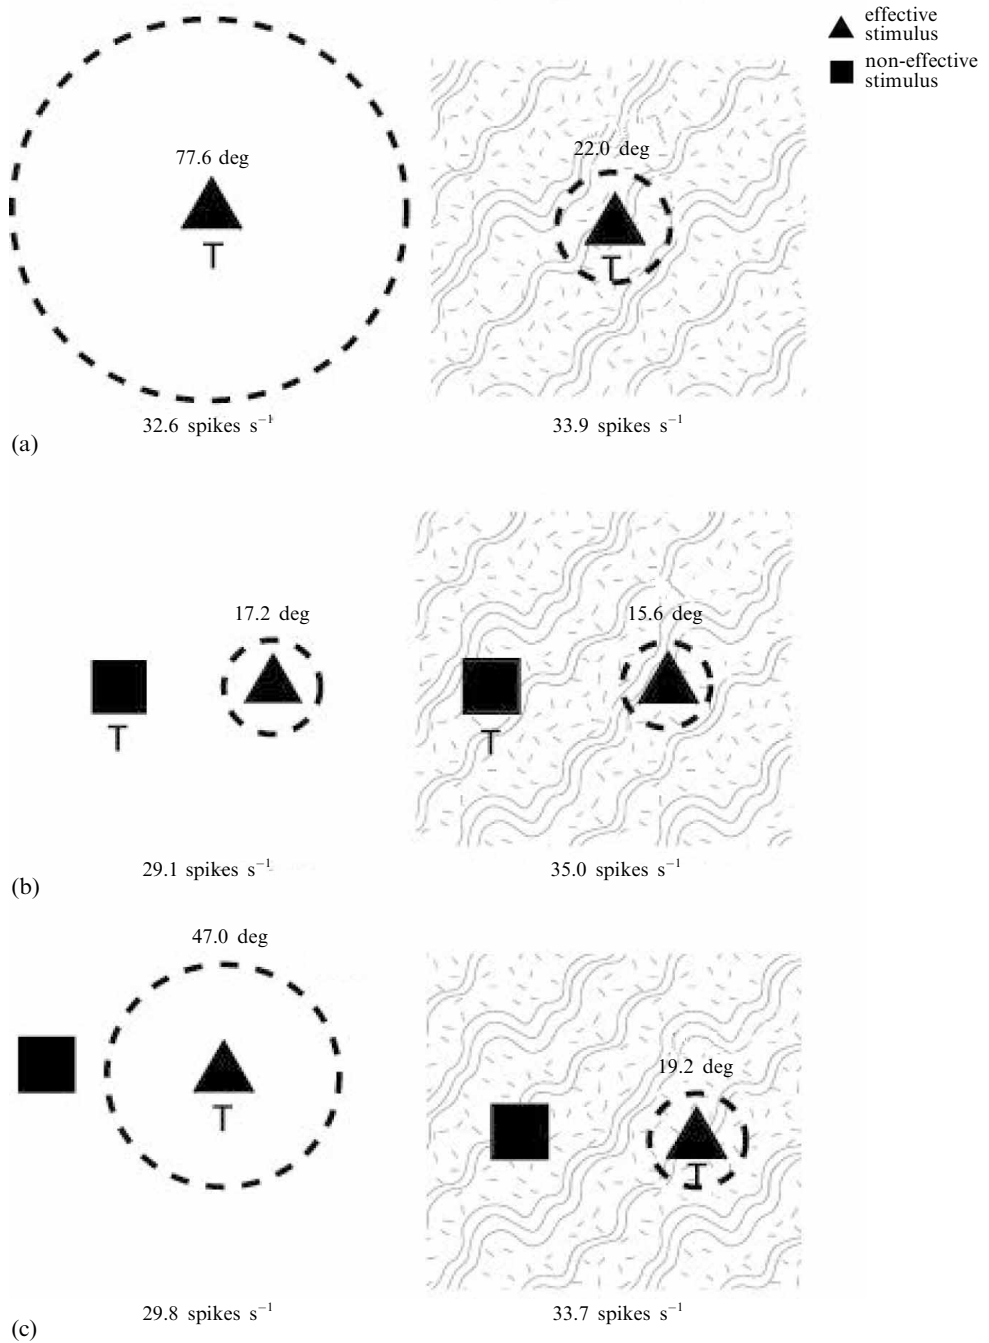 effective
stimulus
non-effective
stimulus
77.6 deg
T
32.6 spikes s⁻¹
22.0 deg
T
33.9 spikes s⁻¹
(a)
17.2 deg
T
29.1 spikes s⁻¹
15.6 deg
T
35.0 spikes s⁻¹
(b)
47.0 deg
T
29.8 spikes s⁻¹
19.2 deg
T
33.7 spikes s⁻¹
(c)